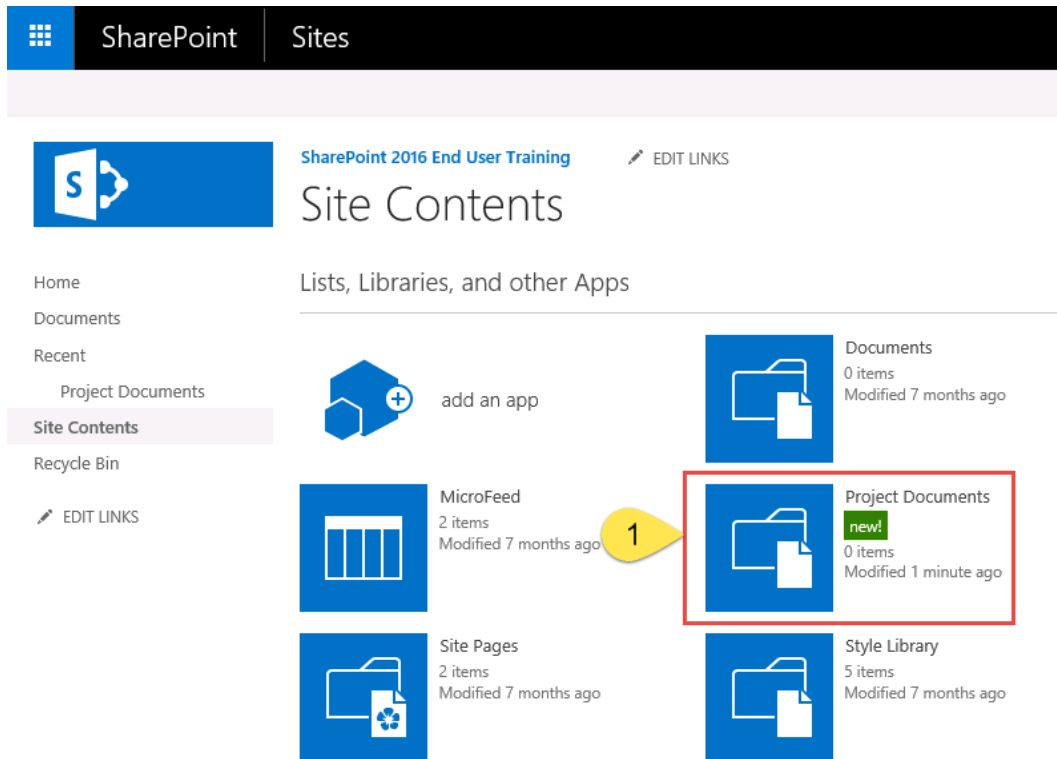 SharePoint
Sites
SharePoint 2016 End User Training
EDIT LINKS
Site Contents
S
Home
Documents
Recent
Project Documents
Site Contents
Recycle Bin
EDIT LINKS
Lists, Libraries, and other Apps
add an app
Documents
0 items
Modified 7 months ago
MicroFeed
2 items
Modified 7 months ago
1
Project Documents
new!
0 items
Modified 1 minute ago
Site Pages
2 items
Modified 7 months ago
Style Library
5 items
Modified 7 months ago